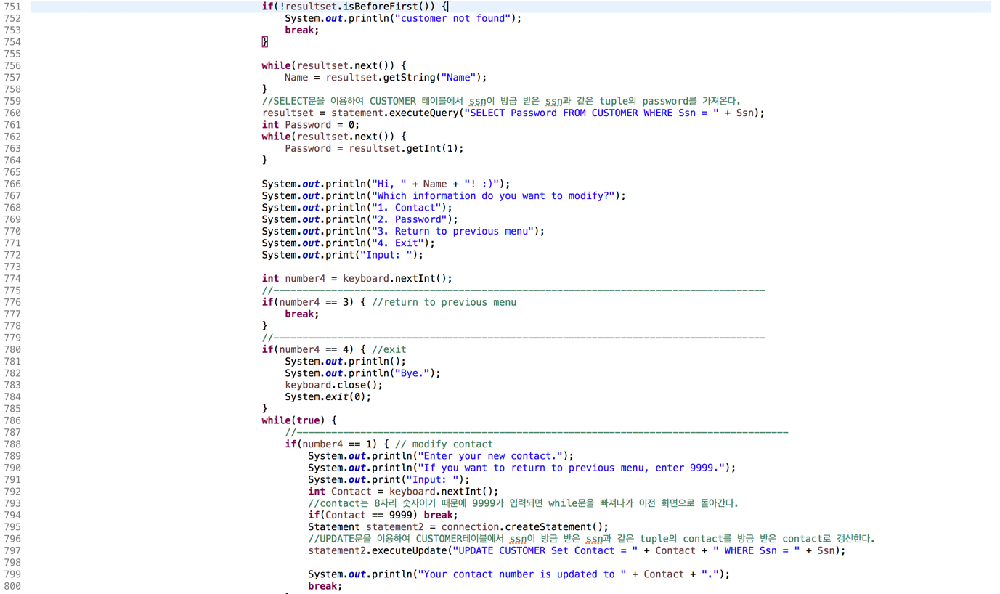 751 if(!resultset.isBeforeFirst()) {
752 System.out.println("customer not found");
753 break;
754 }
755
756 while(resultset.next()) {
757 Name = resultset.getString("Name");
758 }
759 //SELECT문을 이용하여 CUSTOMER 테이블에서 ssn이 방금 받은 ssn과 같은 tuple의 password를 가져온다.
760 resultset = statement.executeQuery("SELECT Password FROM CUSTOMER WHERE Ssn = " + Ssn);
761 int Password = 0;
762 while(resultset.next()) {
763 Password = resultset.getInt(1);
764 }
765
766 System.out.println("Hi, " + Name + "! :)");
767 System.out.println("Which information do you want to modify?");
768 System.out.println("1. Contact");
769 System.out.println("2. Password");
770 System.out.println("3. Return to previous menu");
771 System.out.println("4. Exit");
772 System.out.print("Input: ");
773
774 int number4 = keyboard.nextInt();
775 //-------------------------------------------------------------------------------------
776 if(number4 == 3) { //return to previous menu
777 break;
778 }
779 //-------------------------------------------------------------------------------------
780 if(number4 == 4) { //exit
781 System.out.println();
782 System.out.println("Bye.");
783 keyboard.close();
784 System.exit(0);
785 }
786 while(true) {
787 //-------------------------------------------------------------------------------------
788 if(number4 == 1) { // modify contact
789 System.out.println("Enter your new contact.");
790 System.out.println("If you want to return to previous menu, enter 9999.");
791 System.out.print("Input: ");
792 int Contact = keyboard.nextInt();
793 //contact는 8자리 숫자이기 때문에 9999가 입력되면 while문을 빠져나가 이전 화면으로 돌아간다.
794 if(Contact == 9999) break;
795 Statement statement2 = connection.createStatement();
796 //UPDATE문을 이용하여 CUSTOMER테이블에서 ssn이 방금 받은 ssn과 같은 tuple의 contact를 방금 받은 contact로 갱신한다.
797 statement2.executeUpdate("UPDATE CUSTOMER Set Contact = " + Contact + " WHERE Ssn = " + Ssn);
798
799 System.out.println("Your contact number is updated to " + Contact + ".");
800 break;